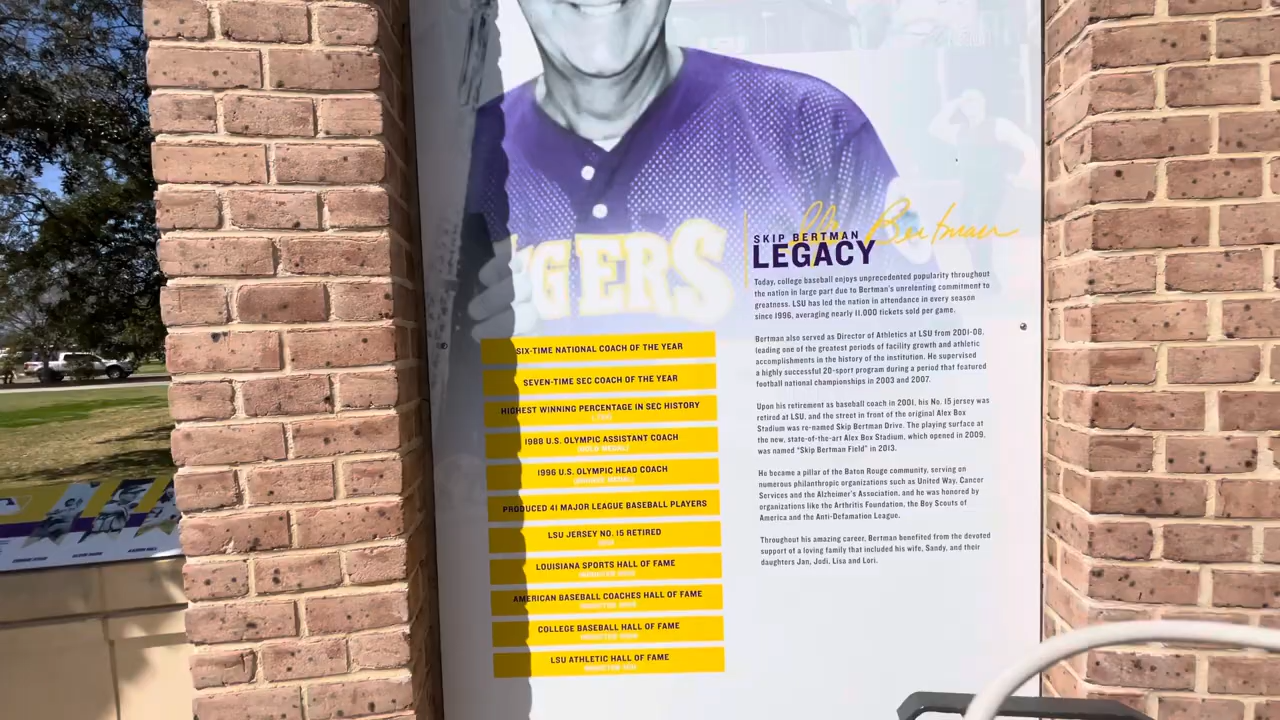 GERS
Bertman
SKIP BERTMAN
LEGACY
Today, college baseball enjoys unprecedented popularity throughout
the nation in large part due to Bertman's unrelenting commitment to
greatness. LSU has led the nation in attendance in every season
since 1996, averaging nearly 11,000 tickets sold per game.
Bertman also served as Director of Athletics at LSU from 2001-08,
leading one of the greatest periods of facility growth and athletic
accomplishments in the history of the institution. He supervised
a highly successful 20-sport program during a period that featured
football national championships in 2003 and 2007.
Upon his retirement as baseball coach in 2001, his No. 15 jersey was
retired at LSU, and the street in front of the original Alex Box
Stadium was re-named Skip Bertman Drive. The playing surface at
the new, state-of-the-art Alex Box Stadium, which opened in 2009,
was named "Skip Bertman Field" in 2013.
He became a pillar of the Baton Rouge community, serving on
numerous philanthropic organizations such as United Way, Cancer
Services and the Alzheimer's Association, and he was honored by
organizations like the Arthritis Foundation, the Boy Scouts of
America and the Anti-Defamation League.
Throughout his amazing career, Bertman benefited from the devoted
support of a loving family that included his wife, Sandy, and their
daughters Jan, Jodi, Lisa and Lori.
SIX-TIME NATIONAL COACH OF THE YEAR
SEVEN-TIME SEC COACH OF THE YEAR
HIGHEST WINNING PERCENTAGE IN SEC HISTORY
1988 U.S. OLYMPIC ASSISTANT COACH
(GOLD MEDAL)
1996 U.S. OLYMPIC HEAD COACH
(BRONZE MEDAL)
PRODUCED 41 MAJOR LEAGUE BASEBALL PLAYERS
LSU JERSEY NO. 15 RETIRED
LOUISIANA SPORTS HALL OF FAME
AMERICAN BASEBALL COACHES HALL OF FAME
COLLEGE BASEBALL HALL OF FAME
LSU ATHLETIC HALL OF FAME